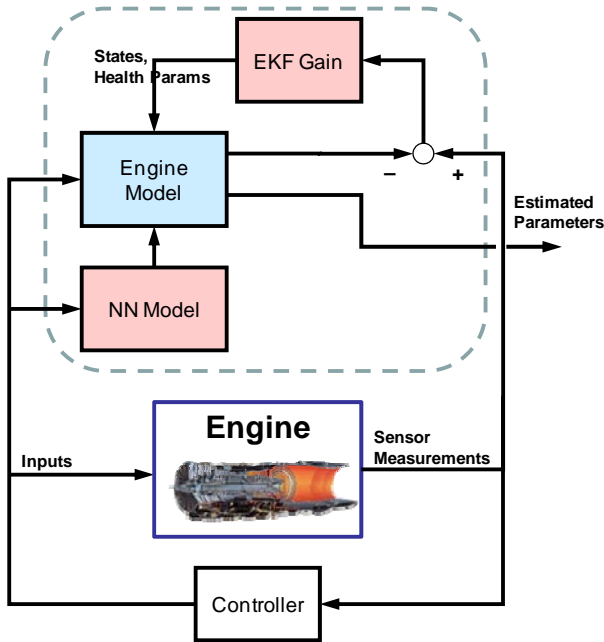 States,
Health Params
EKF Gain
Engine
Model
–
+
Estimated
Parameters
NN Model
Engine
Inputs
Sensor
Measurements
Controller